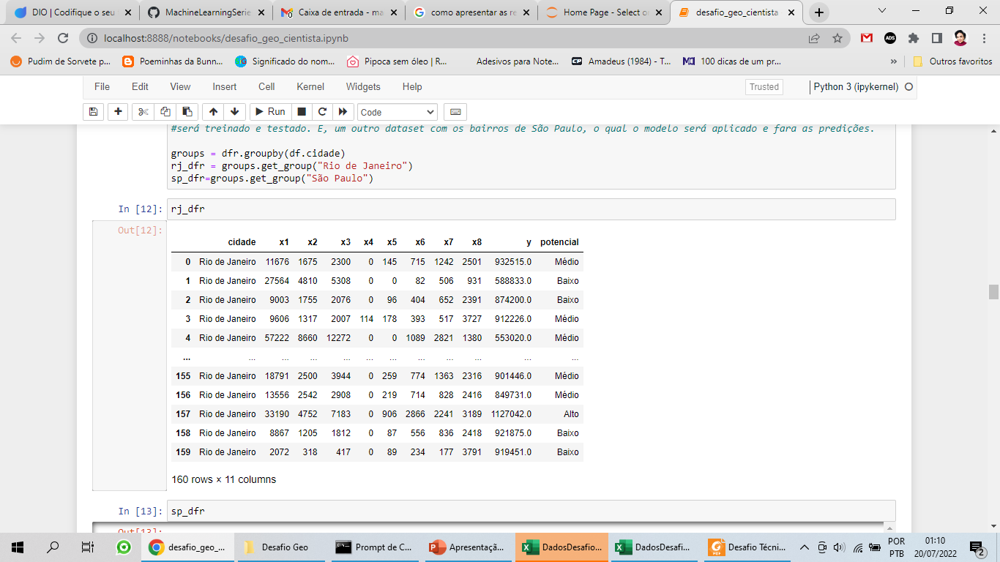 DIO | Codifique o seu
MachineLearningSerie
Caixa de entrada - ma
como apresentar as re
Home Page - Select o
desafio_geo_cientista
localhost:8888/notebooks/desafio_geo_cientista.ipynb
ADS
Pudim de Sorvete p...
Poeminhas da Bunn...
Significado do nom...
Pipoca sem óleo | R...
Adesivos para Note...
CP
Amadeus (1984) - T...
100 dicas de um pr...
»
Outros favoritos
File Edit View Insert Cell Kernel Widgets Help
Trusted
Python 3 (ipykernel)
Run
Code
#será treinado e testado. E, um outro dataset com os bairros de São Paulo, o qual o modelo será aplicado e fara as predições.
groups = dfr.groupby(df.cidade)
rj_dfr = groups.get_group("Rio de Janeiro")
sp_dfr=groups.get_group("São Paulo")
In [12]: rj_dfr
Out[12]:
cidade x1 x2 x3 x4 x5 x6 x7 x8 y potencial
0 Rio de Janeiro 11676 1675 2300 0 145 715 1242 2501 932515.0 Médio
1 Rio de Janeiro 27564 4810 5308 0 0 82 506 931 588833.0 Baixo
2 Rio de Janeiro 9003 1755 2076 0 96 404 652 2391 874200.0 Baixo
3 Rio de Janeiro 9606 1317 2007 114 178 393 517 3727 912226.0 Médio
4 Rio de Janeiro 57222 8660 12272 0 0 1089 2821 1380 553020.0 Médio
... ... ... ... ... ... ... ... ... ... ... ...
155 Rio de Janeiro 18791 2500 3944 0 259 774 1363 2316 901446.0 Médio
156 Rio de Janeiro 13556 2542 2908 0 219 714 828 2416 849731.0 Médio
157 Rio de Janeiro 33190 4752 7183 0 906 2866 2241 3189 1127042.0 Alto
158 Rio de Janeiro 8867 1205 1812 0 87 556 836 2418 921875.0 Baixo
159 Rio de Janeiro 2072 318 417 0 89 234 177 3791 919451.0 Baixo
160 rows × 11 columns
In [13]: sp_dfr
Out[13]:
desafio_geo_...
Desafio Geo
Prompt de C...
Apresentaçã...
DadosDesafio...
DadosDesafi...
Desafio Técni...
POR
PTB
01:10
20/07/2022
2